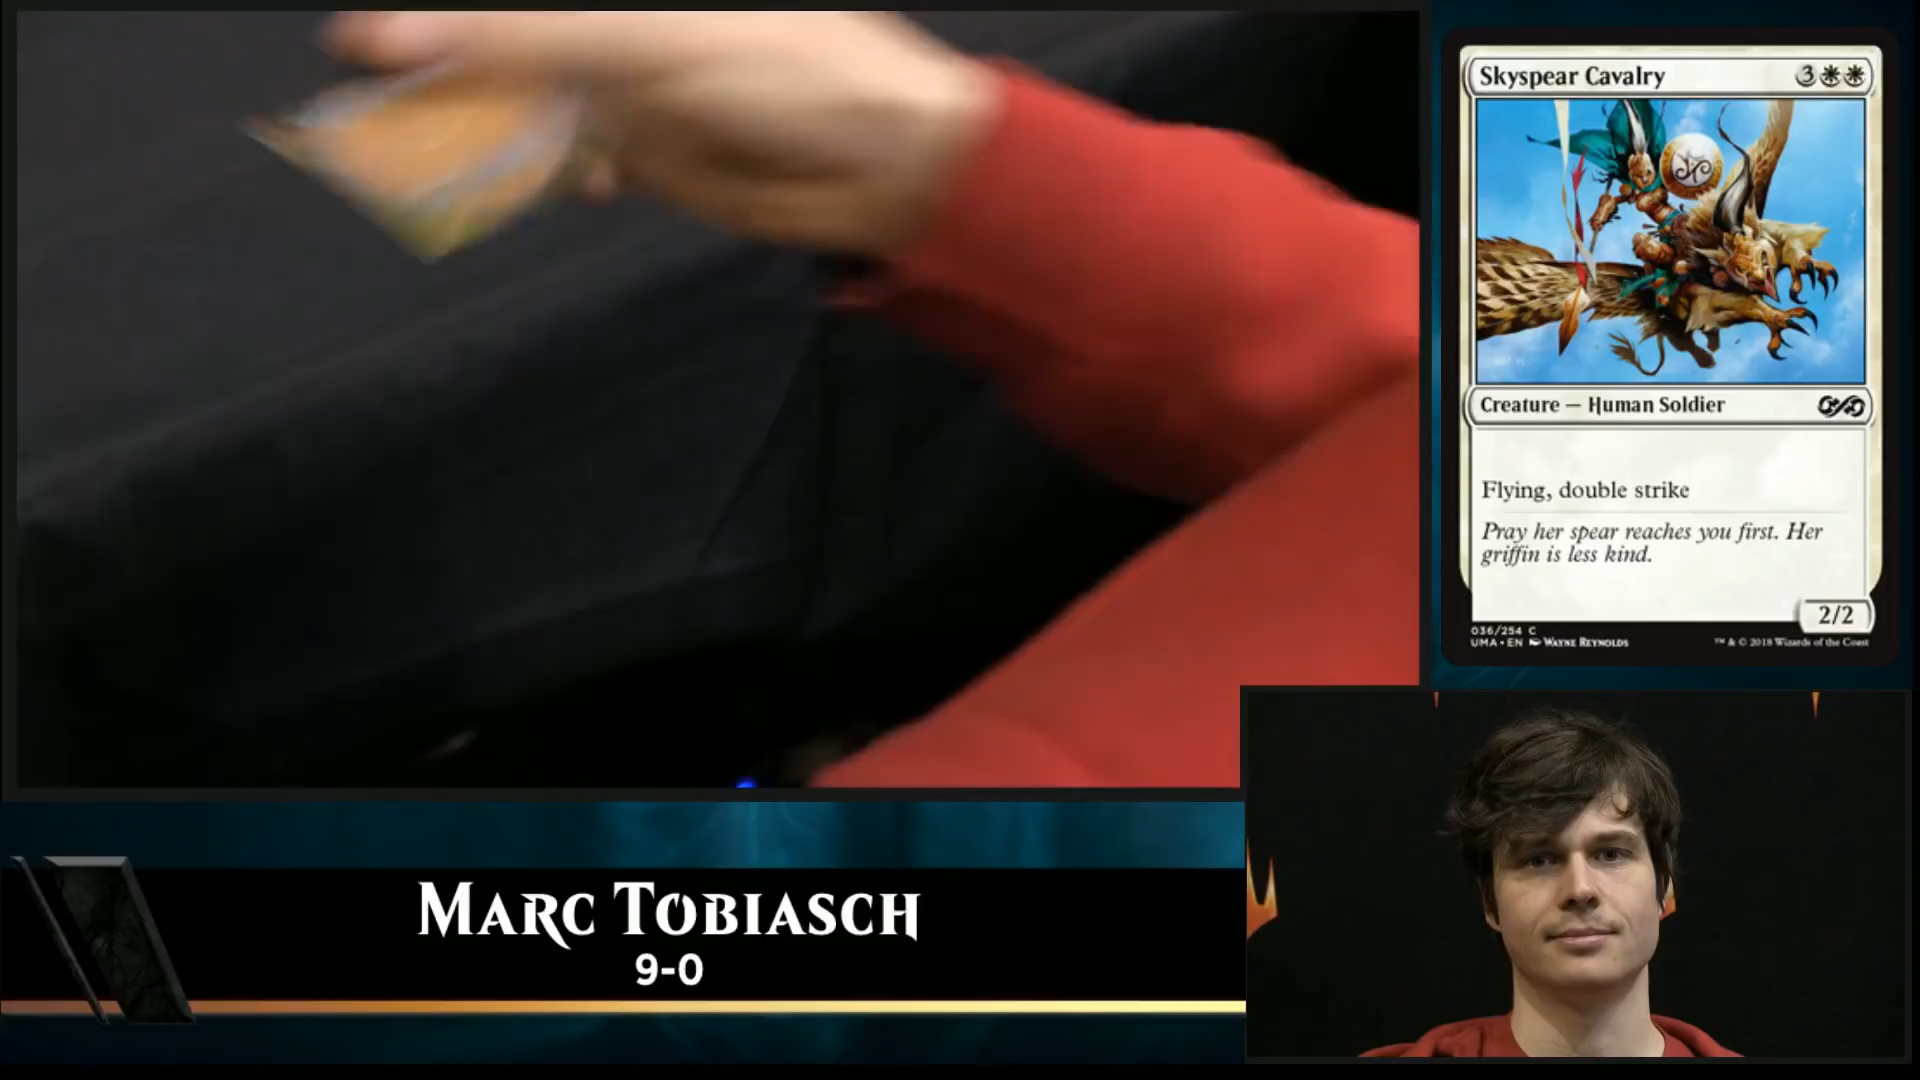 Skyspear Cavalry 3
Creature — Human Soldier
Flying, double strike
Pray her spear reaches you first. Her
griffin is less kind.
2/2
036/254 C
UMA • EN Wayne Reynolds
™ & © 2018 Wizards of the Coast
Marc Tobiasch
9-0